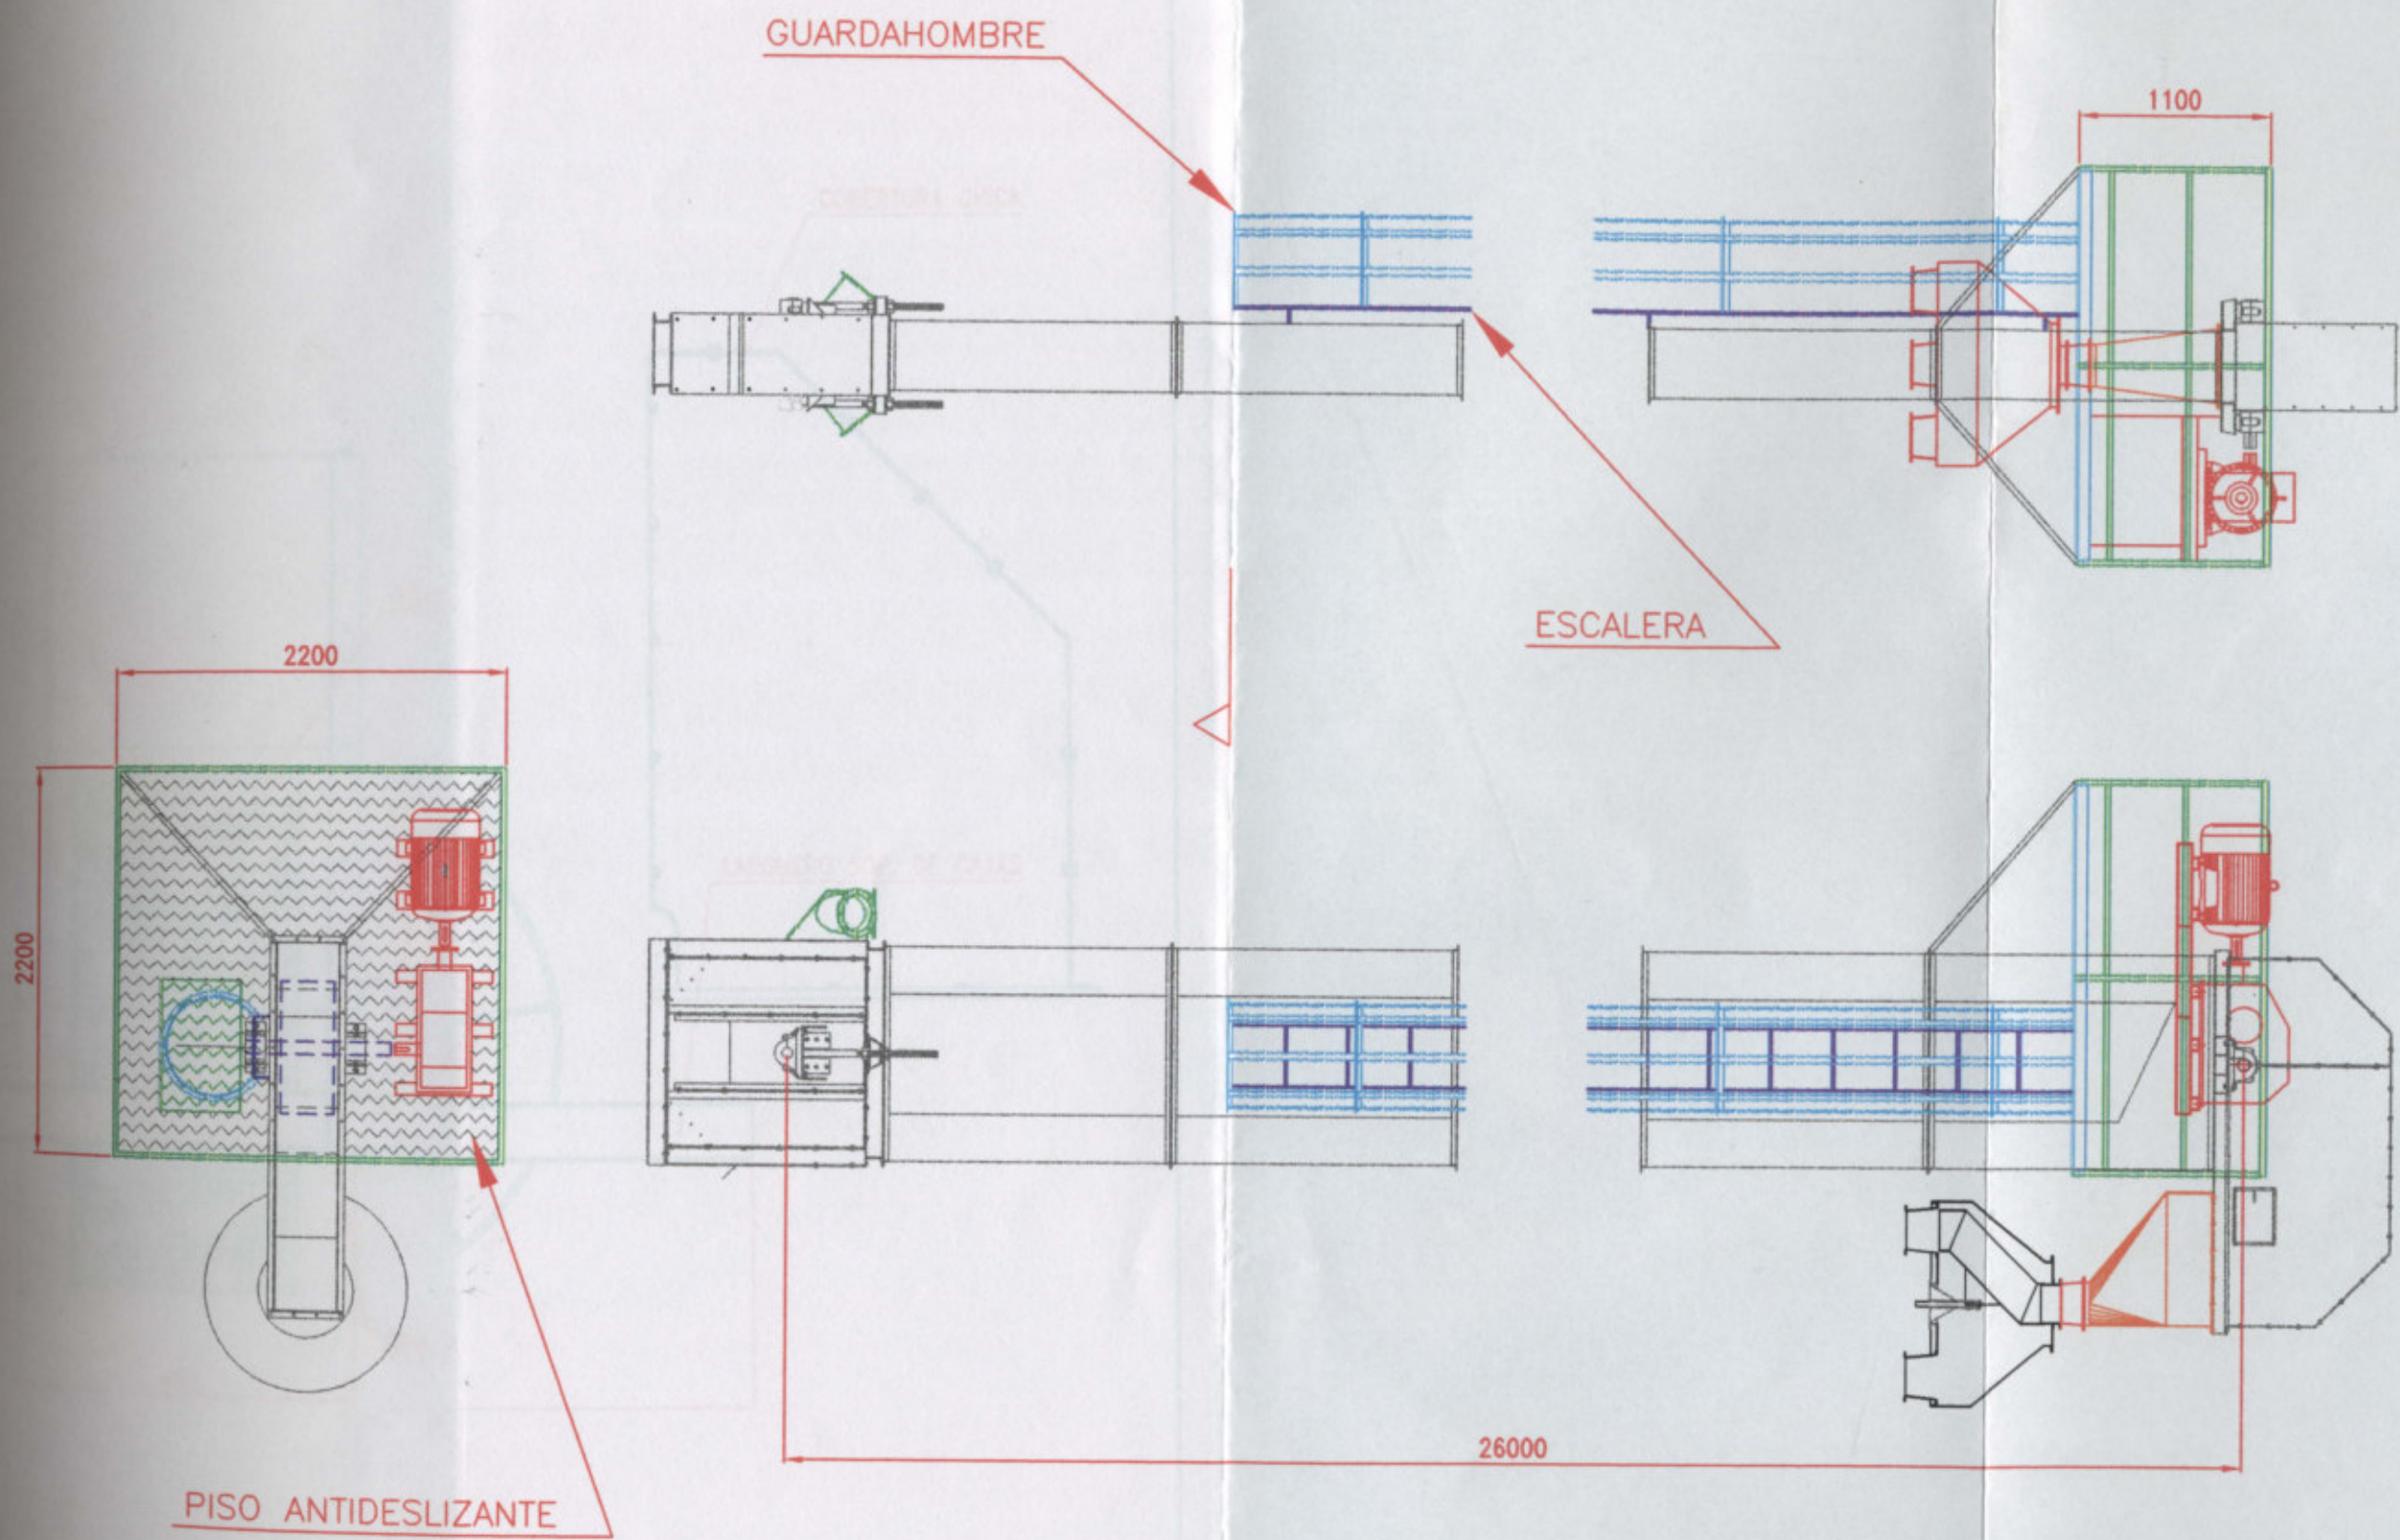 GUARDAHOMBRE
1100
ESCALERA
2200
2200
26000
PISO ANTIDESLIZANTE